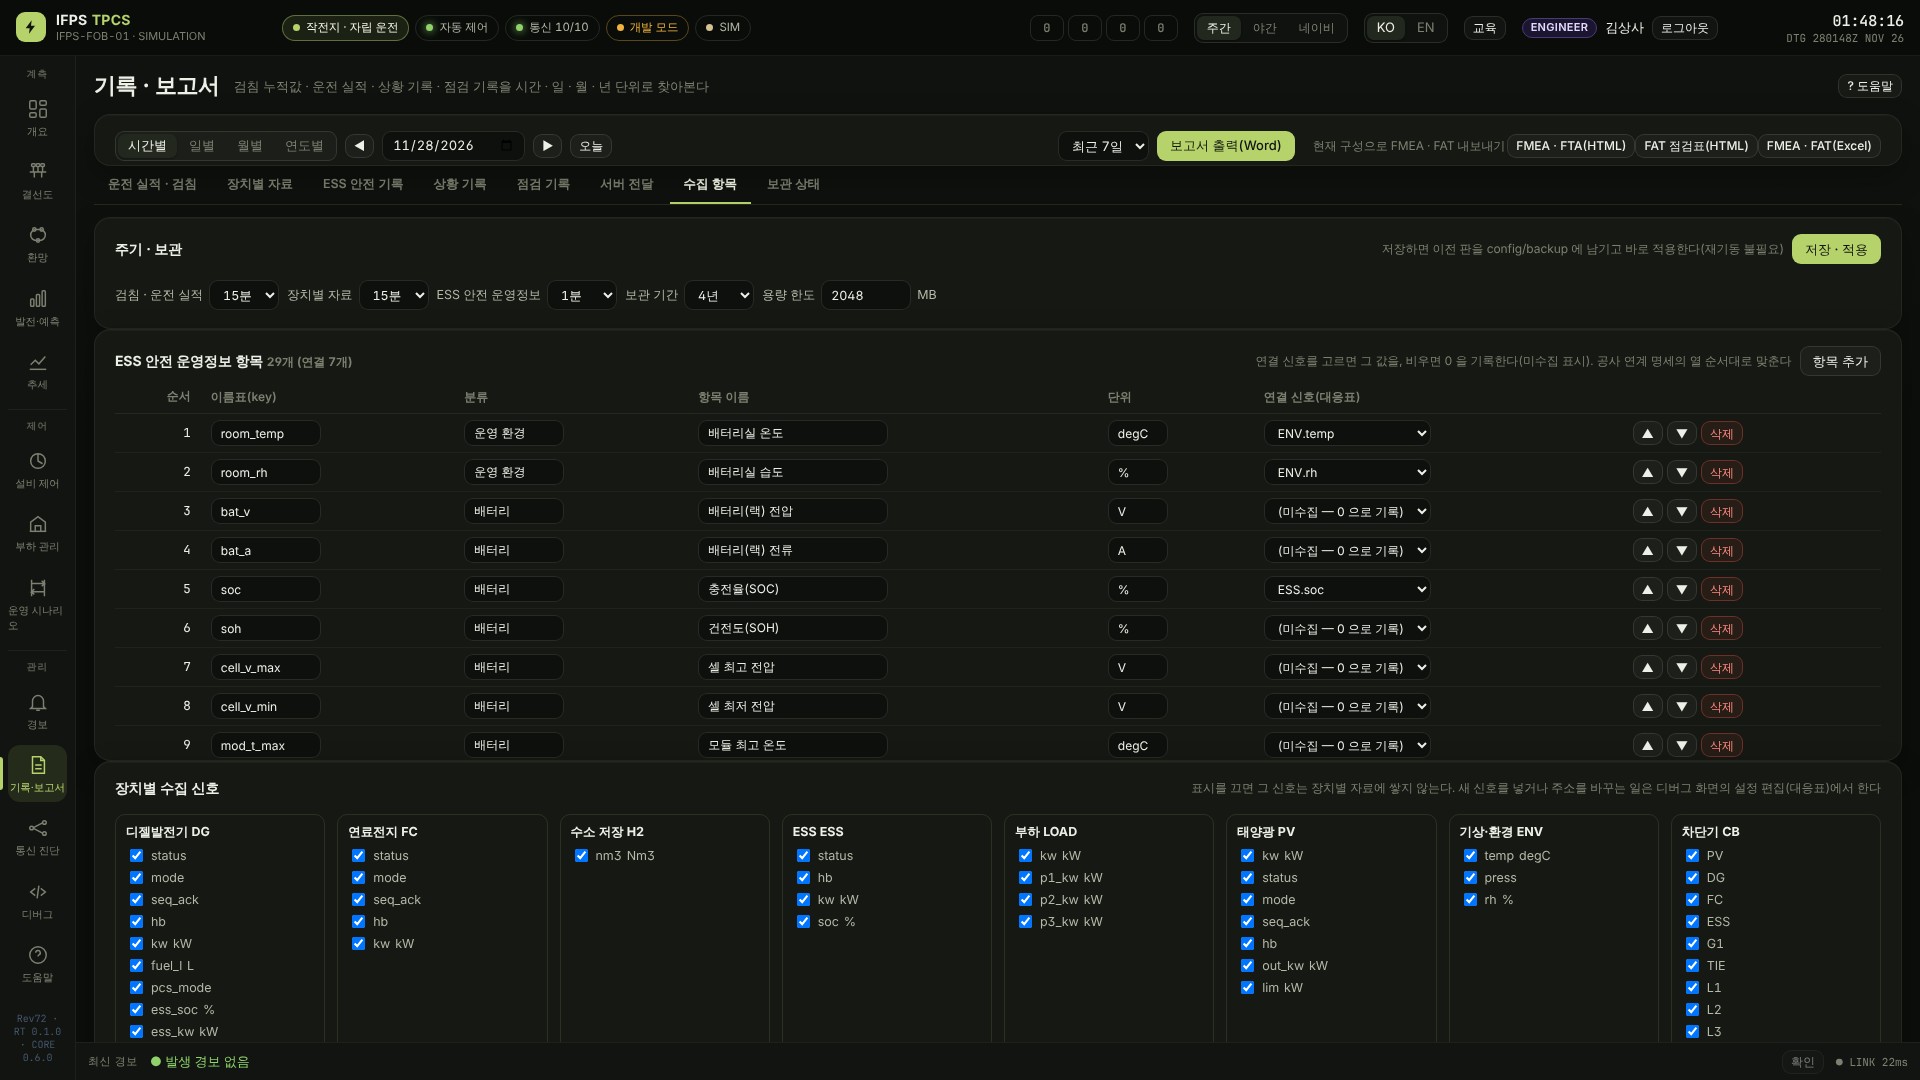 IFPS TPCS
IFPS-FOB-01 · SIMULATION
작전지 · 자립 운전
자동 제어
통신 10/10
개발 모드
SIM
0 0 0 0
주간 야간 네이비
KO EN
교육
ENGINEER 김상사 로그아웃
01:48:16
DTG 280148Z NOV 26
계측
개요
결선도
환망
발전·예측
추세
제어
설비 제어
부하 관리
운영 시나리오
관리
경보
기록·보고서
통신 진단
디버그
도움말
Rev72 · RT 0.1.0 · CORE 0.6.0
기록 · 보고서 검침 누적값 · 운전 실적 · 상황 기록 · 점검 기록을 시간 · 일 · 월 · 년 단위로 찾아본다
? 도움말
시간별 일별 월별 연도별 ◀ 11/28/2026 ▶ 오늘
최근 7일 보고서 출력(Word) 현재 구성으로 FMEA · FAT 내보내기 FMEA · FTA(HTML) FAT 점검표(HTML) FMEA · FAT(Excel)
운전 실적 · 검침 장치별 자료 ESS 안전 기록 상황 기록 점검 기록 서버 전달 수집 항목 보관 상태
주기 · 보관 저장하면 이전 판을 config/backup 에 남기고 바로 적용한다(재기동 불필요) 저장 · 적용
검침 · 운전 실적 15분 장치별 자료 15분 ESS 안전 운영정보 1분 보관 기간 4년 용량 한도 2048 MB
ESS 안전 운영정보 항목 29개 (연결 7개) 연결 신호를 고르면 그 값을, 비우면 0 을 기록한다(미수집 표시). 공사 연계 명세의 열 순서대로 맞춘다 항목 추가
순서 이름표(key) 분류 항목 이름 단위 연결 신호(대응표)
1 room_temp 운영 환경 배터리실 온도 degC ENV.temp ▲ ▼ 삭제
2 room_rh 운영 환경 배터리실 습도 % ENV.rh ▲ ▼ 삭제
3 bat_v 배터리 배터리(랙) 전압 V (미수집 — 0 으로 기록) ▲ ▼ 삭제
4 bat_a 배터리 배터리(랙) 전류 A (미수집 — 0 으로 기록) ▲ ▼ 삭제
5 soc 배터리 충전율(SOC) % ESS.soc ▲ ▼ 삭제
6 soh 배터리 건전도(SOH) % (미수집 — 0 으로 기록) ▲ ▼ 삭제
7 cell_v_max 배터리 셀 최고 전압 V (미수집 — 0 으로 기록) ▲ ▼ 삭제
8 cell_v_min 배터리 셀 최저 전압 V (미수집 — 0 으로 기록) ▲ ▼ 삭제
9 mod_t_max 배터리 모듈 최고 온도 degC (미수집 — 0 으로 기록) ▲ ▼ 삭제
장치별 수집 신호 표시를 끄면 그 신호는 장치별 자료에 쌓지 않는다. 새 신호를 넣거나 주소를 바꾸는 일은 디버그 화면의 설정 편집(대응표)에서 한다
디젤발전기 DG
status
mode
seq_ack
hb
kw kW
fuel_l L
pcs_mode
ess_soc %
ess_kw kW
연료전지 FC
status
mode
seq_ack
hb
kw kW
수소 저장 H2
nm3 Nm3
ESS ESS
status
hb
kw kW
soc %
부하 LOAD
kw kW
p1_kw kW
p2_kw kW
p3_kw kW
태양광 PV
kw kW
status
mode
seq_ack
hb
out_kw kW
lim kW
기상·환경 ENV
temp degC
press
rh %
차단기 CB
PV
DG
FC
ESS
G1
TIE
L1
L2
L3
최신 경보 발생 경보 없음
확인 LINK 22ms